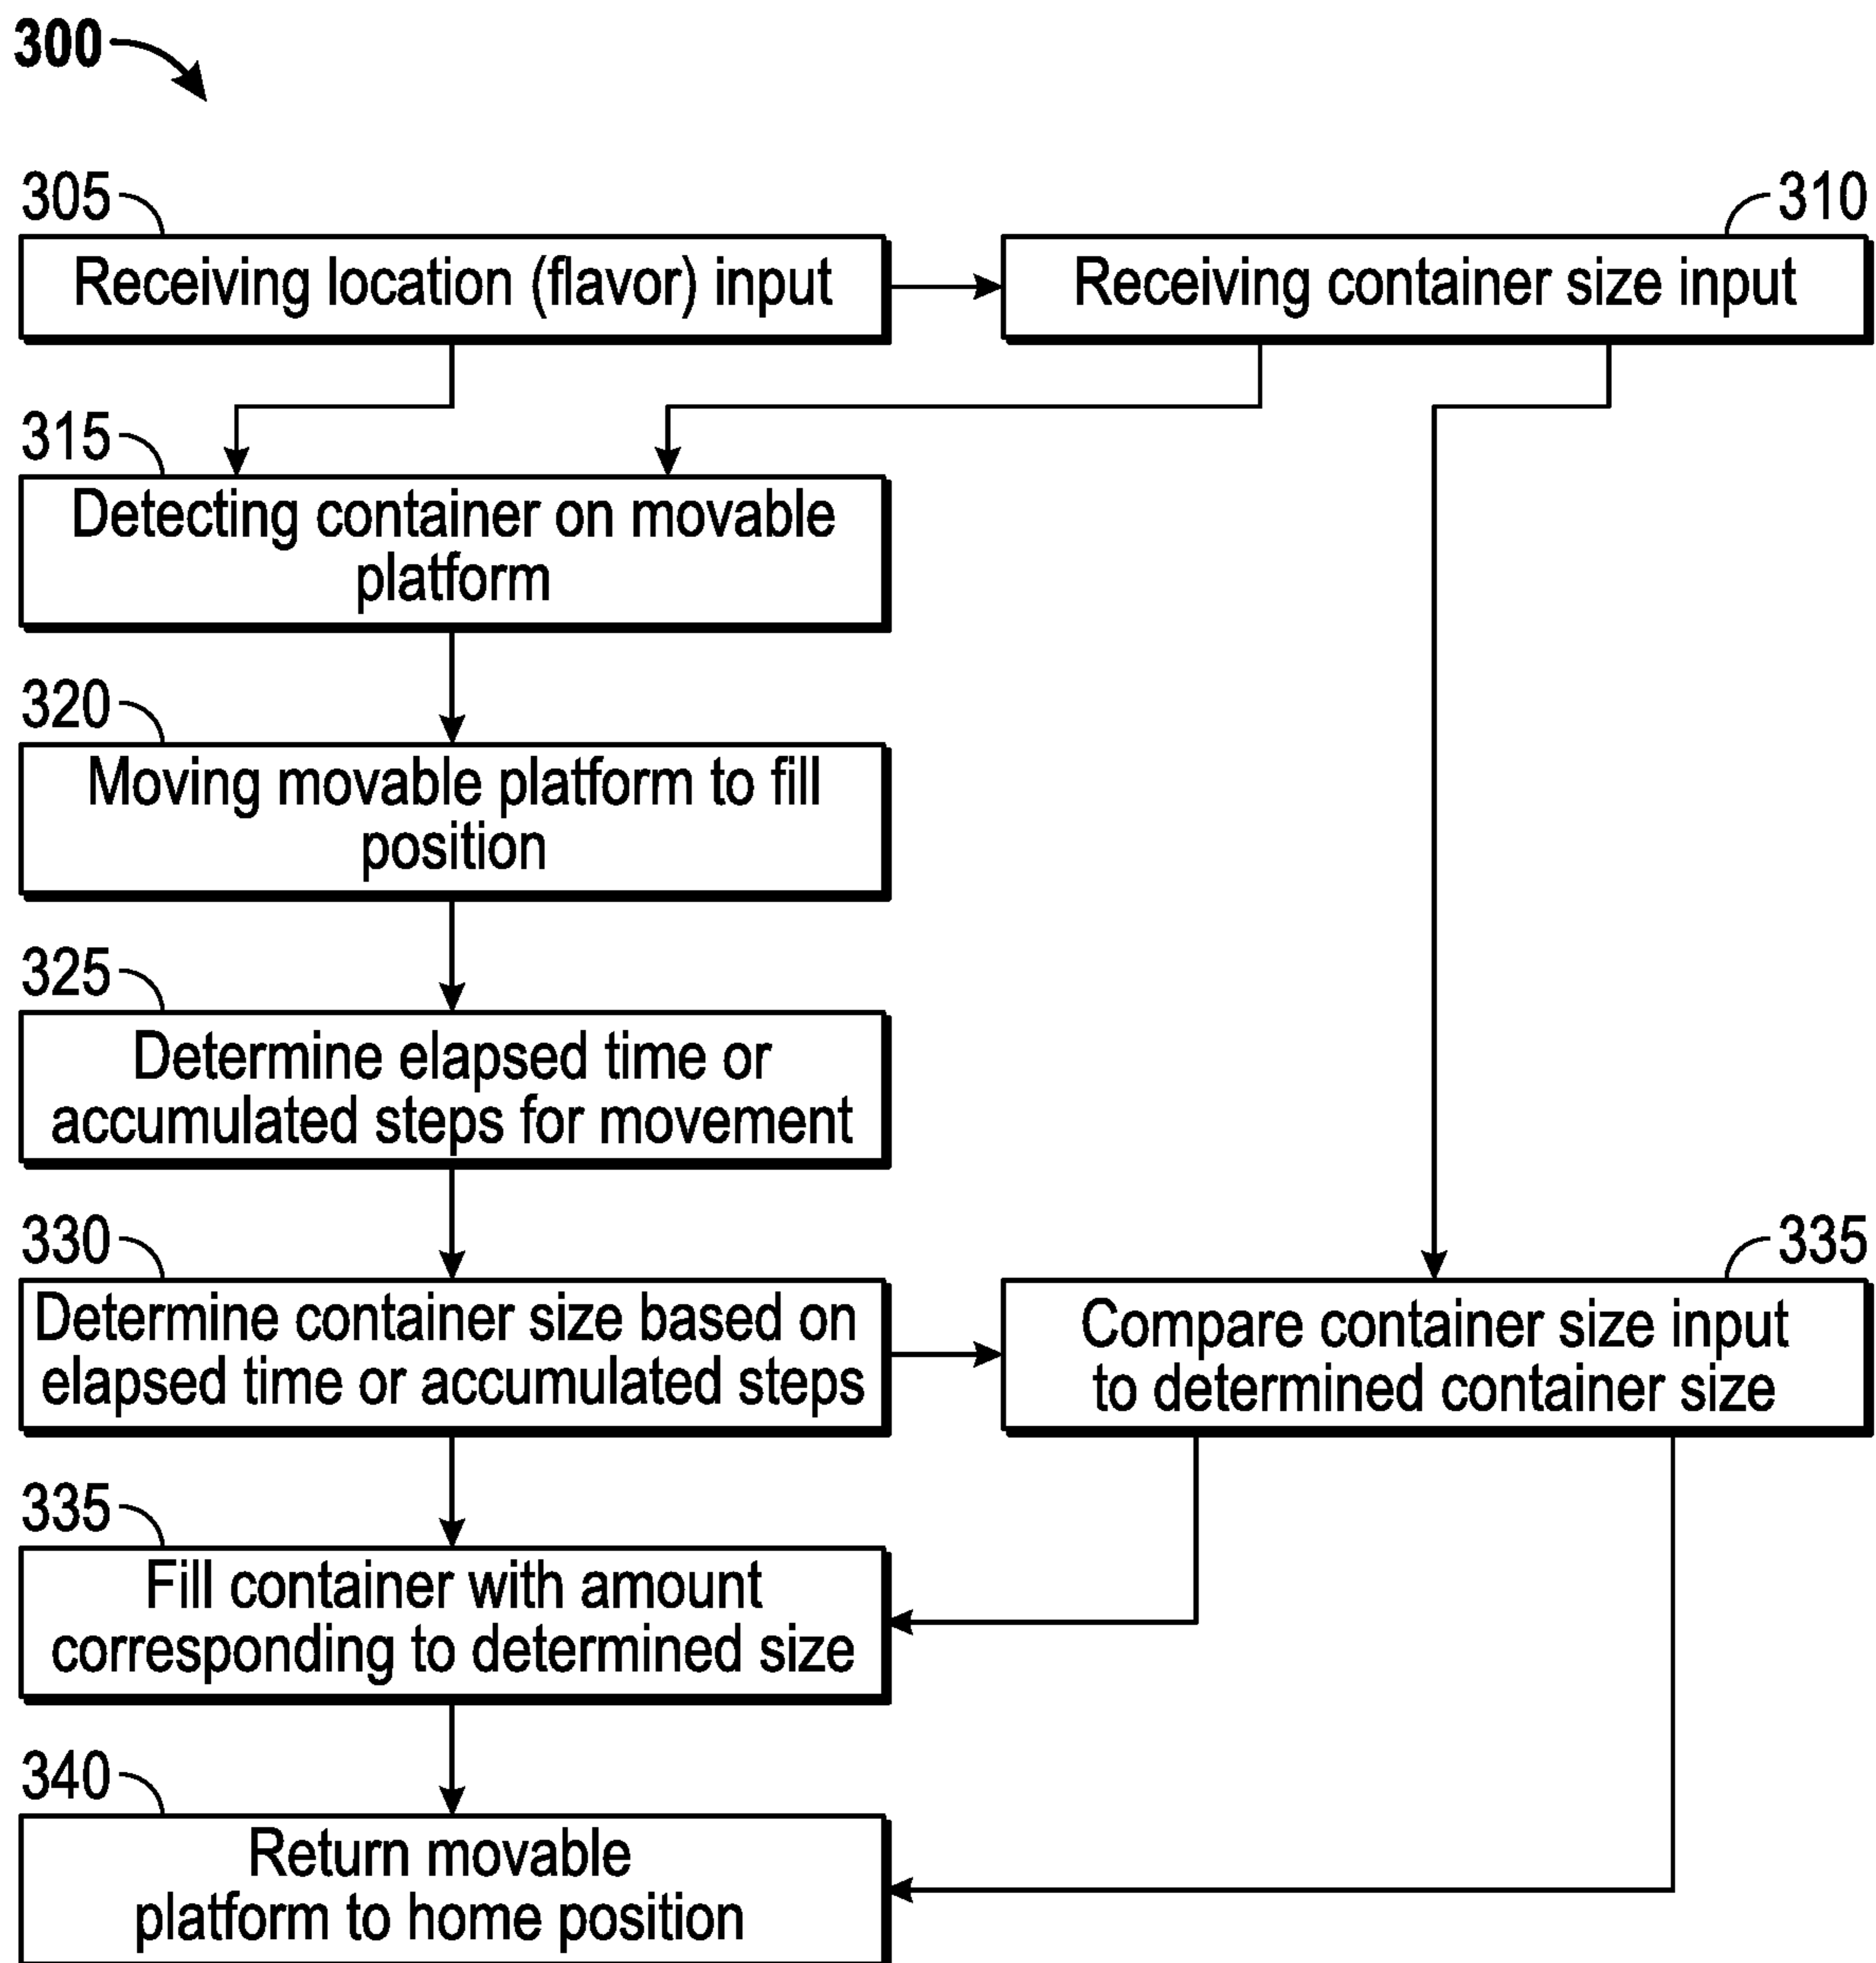 300
305
Receiving location (flavor) input
310
Receiving container size input
315
Detecting container on movable
platform
320
Moving movable platform to fill
position
325
Determine elapsed time or
accumulated steps for movement
330
Determine container size based on
elapsed time or accumulated steps
335
Compare container size input
to determined container size
335
Fill container with amount
corresponding to determined size
340
Return movable
platform to home position